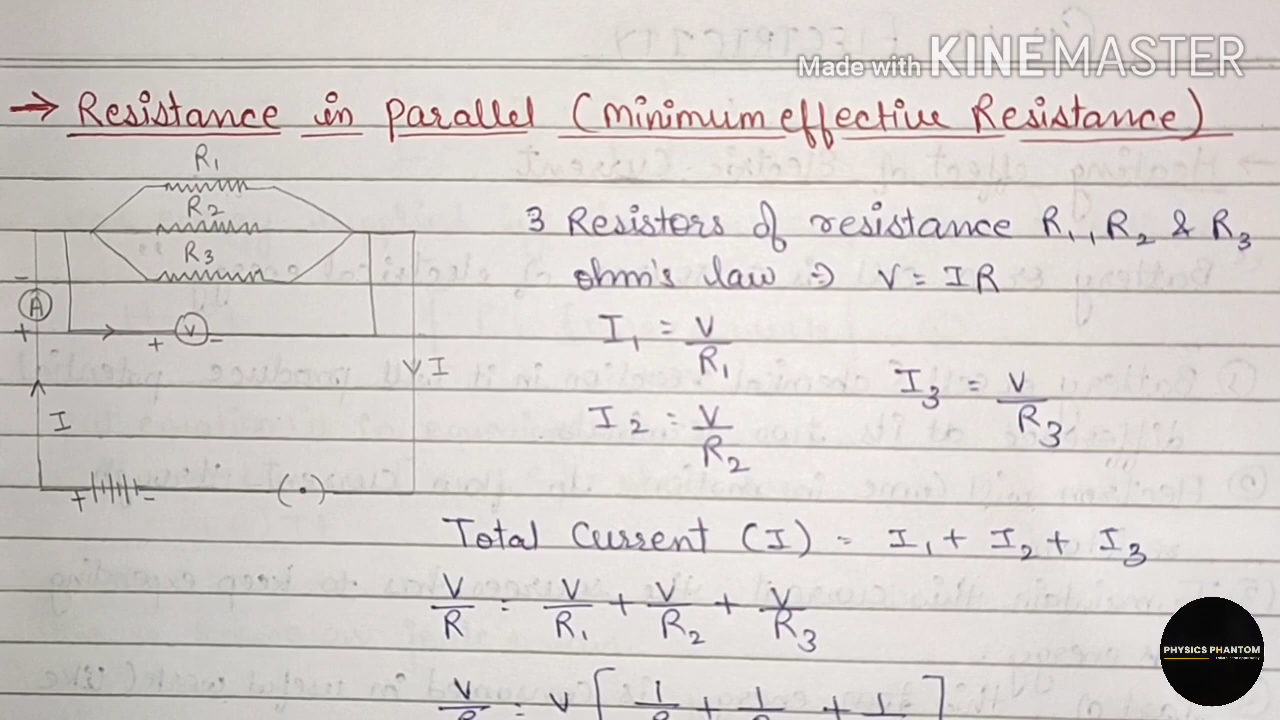 Made with KINEMASTER
→ Resistance in parallel (Minimum effective Resistance)
R1
R2
R3
3 Resistors of resistance R1, R2 & R3
ohm's law ⇒ V = IR
I1 = V/R1
I3 = V/R3
I2 = V/R2
- A +
+ V -
I
I
+ - (•)
Total Current (I) = I1 + I2 + I3
V/R = V/R1 + V/R2 + V/R3
PHYSICS PHANTOM